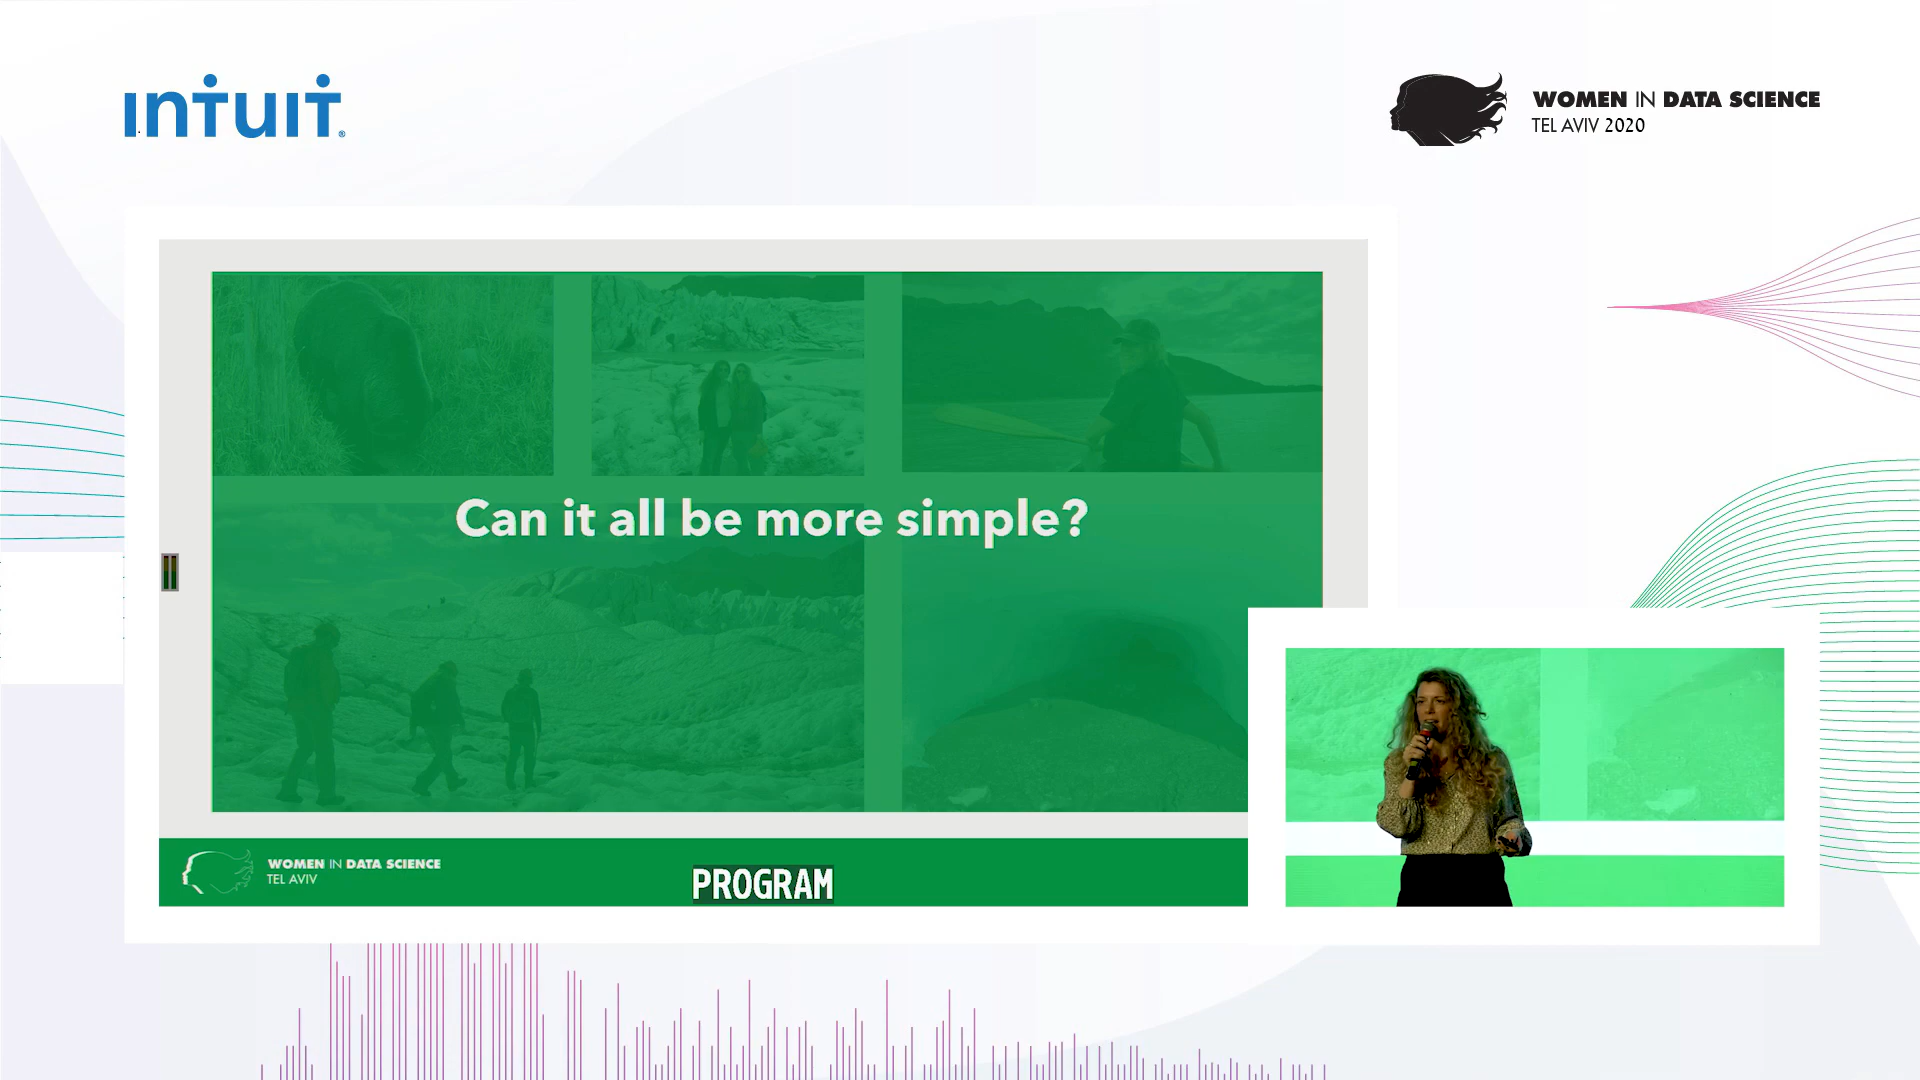 INTUIT
WOMEN IN DATA SCIENCE
TEL AVIV 2020
Can it all be more simple?
WOMEN IN DATA SCIENCE
TEL AVIV
PROGRAM